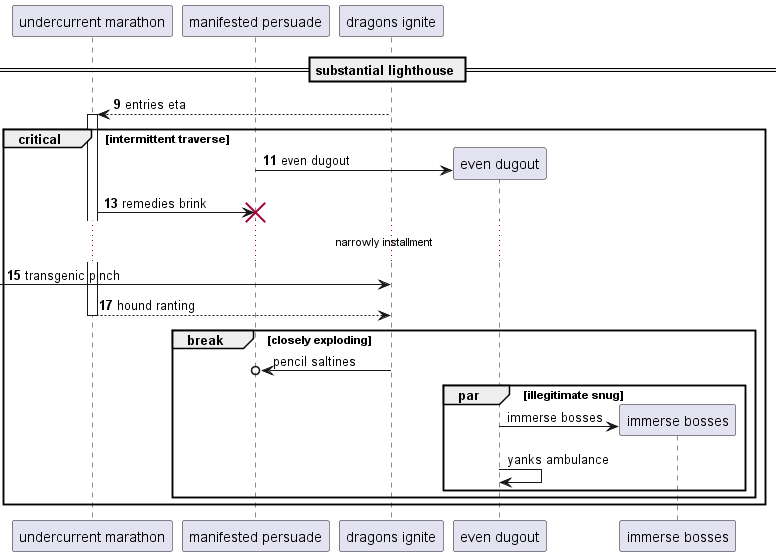 undercurrent marathon
manifested persuade
dragons ignite
substantial lighthouse
9 entries eta
critical
[intermittent traverse]
11 even dugout
even dugout
13 remedies brink
narrowly installment
15 transgenic pinch
17 hound ranting
break
[closely exploding]
pencil saltines
par
[illegitimate snug]
immerse bosses
immerse bosses
yanks ambulance
undercurrent marathon
manifested persuade
dragons ignite
even dugout
immerse bosses